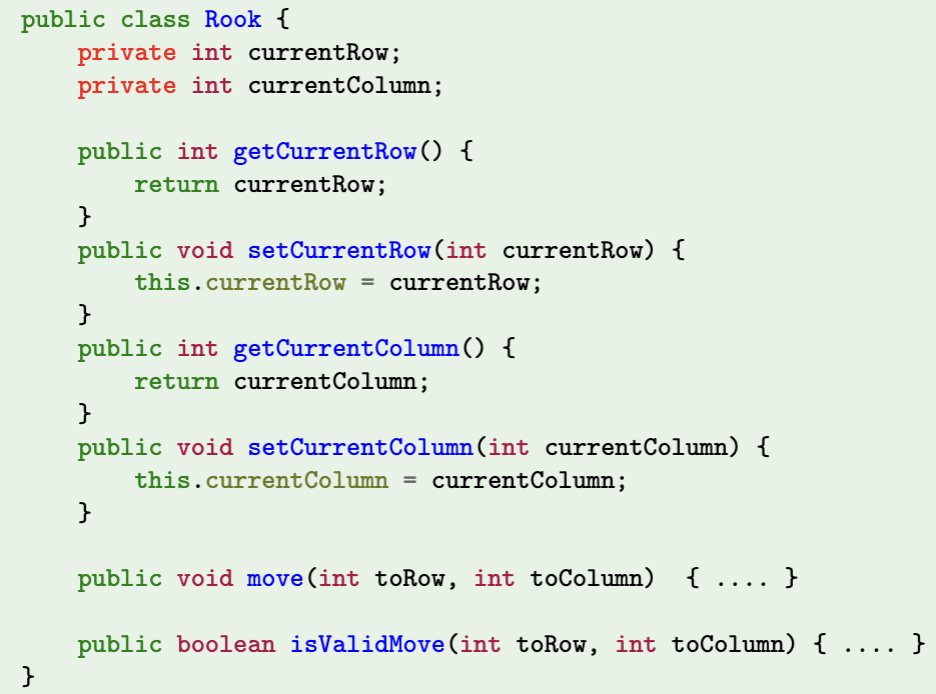 public class Rook {
    private int currentRow;
    private int currentColumn;

    public int getCurrentRow() {
        return currentRow;
    }
    public void setCurrentRow(int currentRow) {
        this.currentRow = currentRow;
    }
    public int getCurrentColumn() {
        return currentColumn;
    }
    public void setCurrentColumn(int currentColumn) {
        this.currentColumn = currentColumn;
    }

    public void move(int toRow, int toColumn)  { .... }

    public boolean isValidMove(int toRow, int toColumn) { .... }
}